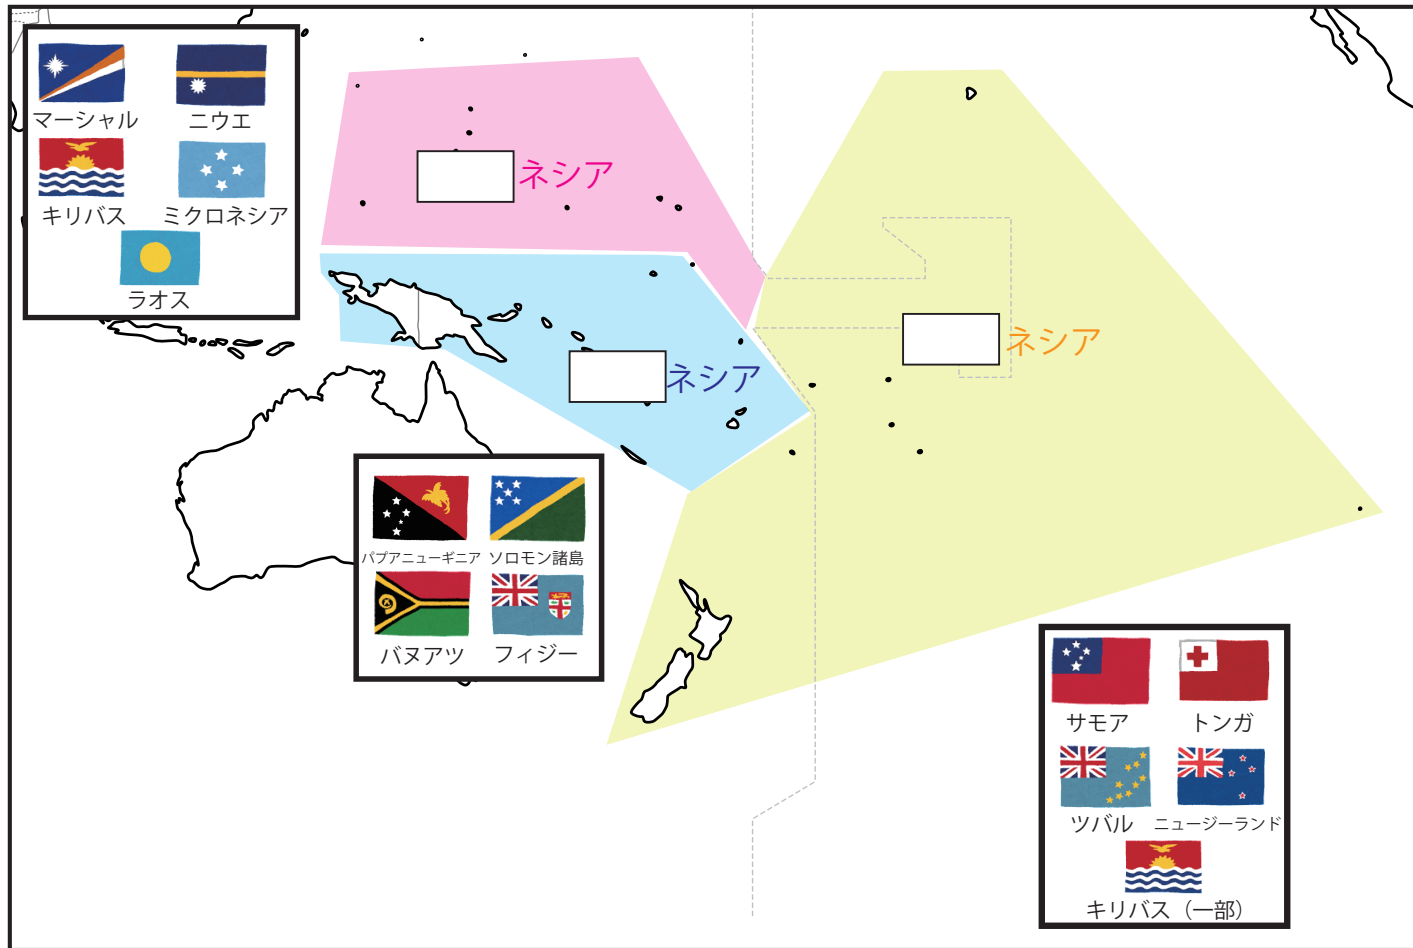 マーシャル
ニウエ
キリバス
ミクロネシア
ラオス
ネシア
ネシア
ネシア
パプアニューギニア
ソロモン諸島
バヌアツ
フィジー
サモア
トンガ
ツバル
ニュージーランド
キリバス（一部）